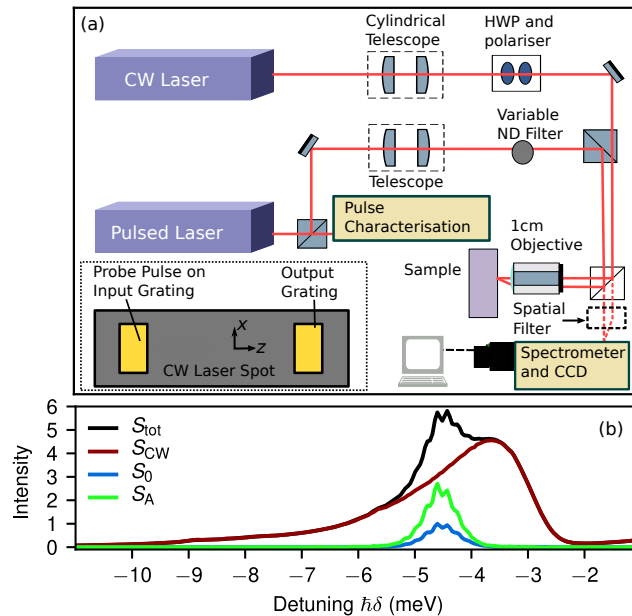 (a)
Cylindrical
Telescope
HWP and
polariser
CW Laser
Variable
ND Filter
Telescope
Pulsed Laser
Pulse
Characterisation
1cm
Objective
Sample
Probe Pulse on
Input Grating
Output
Grating
x
z
CW Laser Spot
Spatial
Filter
Spectrometer
and CCD
(b)
Intensity
6
5
4
3
2
1
0
S_tot
S_CW
S_0
S_A
−10 −9 −8 −7 −6 −5 −4 −3 −2
Detuning ℏδ (meV)